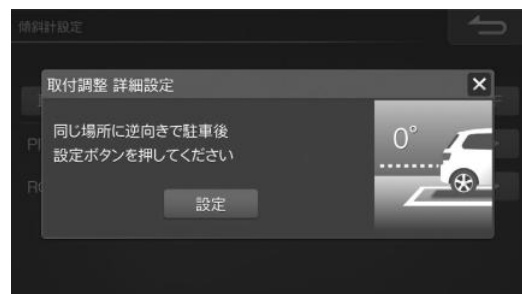 傾斜計設定
取付調整 詳細設定
同じ場所に逆向きで駐車後
設定ボタンを押してください
0°
設定